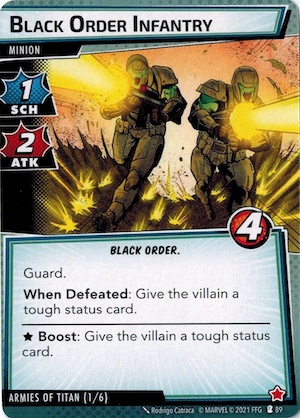 BLACK ORDER INFANTRY
MINION
1
SCH
2
ATK
4
BLACK ORDER.
Guard.
When Defeated: Give the villain a
tough status card.
★ Boost: Give the villain a tough status
card.
ARMIES OF TITAN (1/6)
Rodrigo Catraca © MARVEL © 2021 FFG 89